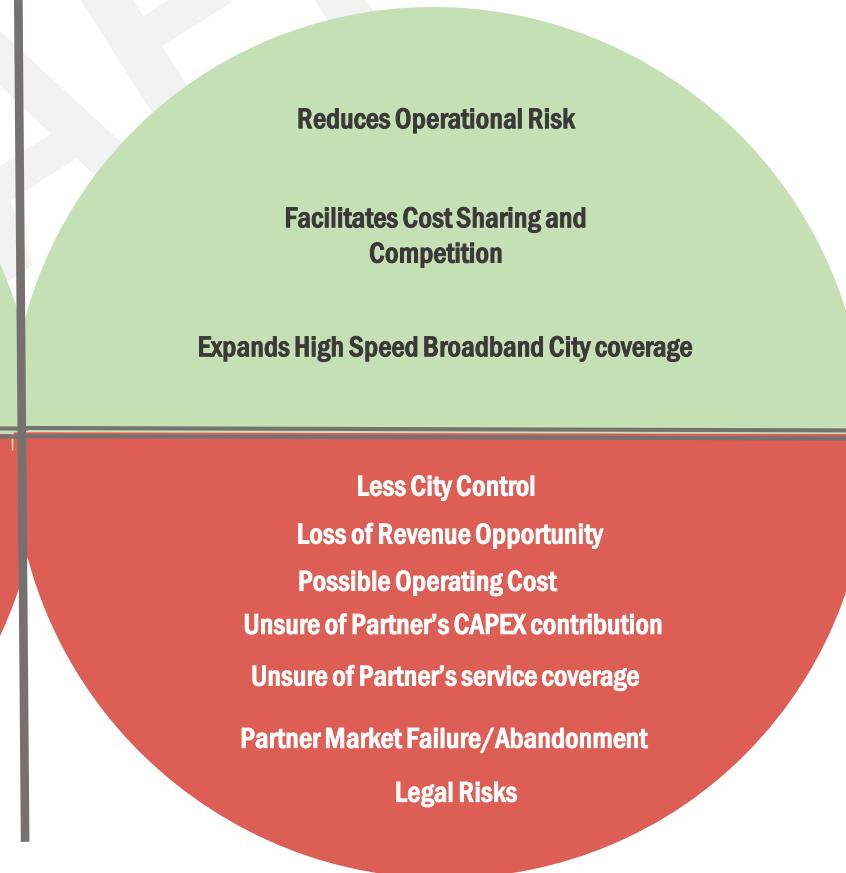 Reduces Operational Risk
Facilitates Cost Sharing and
Competition
Expands High Speed Broadband City coverage
Less City Control
Loss of Revenue Opportunity
Possible Operating Cost
Unsure of Partner’s CAPEX contribution
Unsure of Partner’s service coverage
Partner Market Failure/Abandonment
Legal Risks